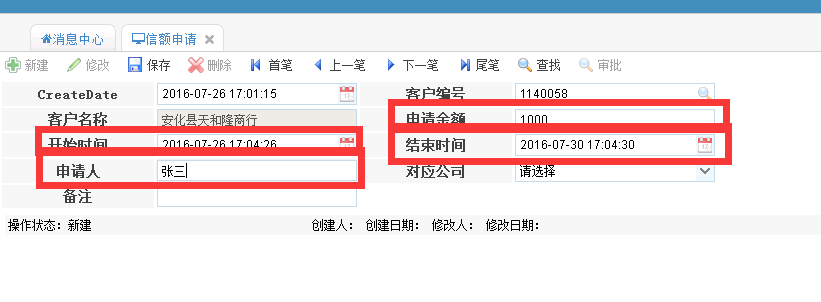 消息中心 信额申请
新建 修改 保存 删除 首笔 上一笔 下一笔 尾笔 查找 审批
CreateDate 2016-07-26 17:01:15 客户编号 1140058
客户名称 安化县天和隆商行 申请金额 1000
开始时间 2016-07-26 17:04:26 结束时间 2016-07-30 17:04:30
申请人 张三 对应公司 请选择
备注
操作状态：新建 创建人： 创建日期： 修改人： 修改日期：